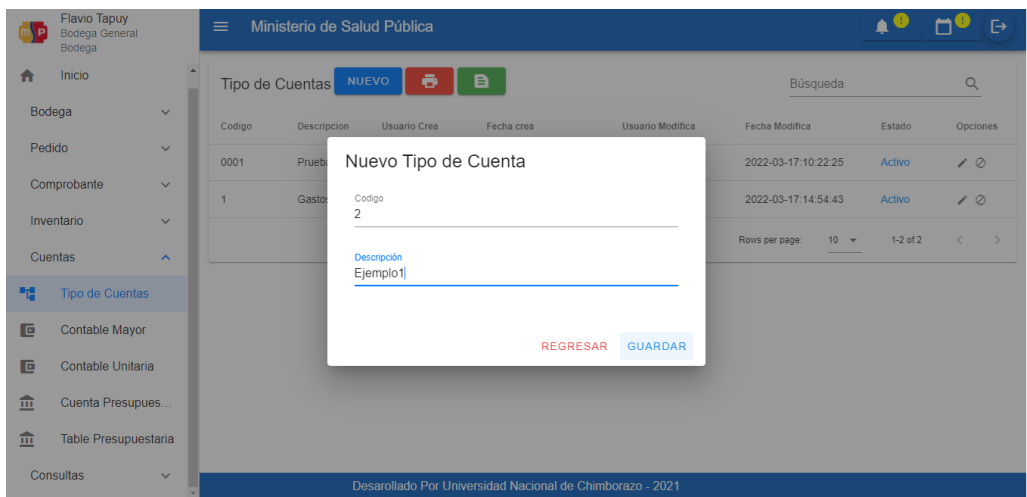 Flavio Tapuy
Bodega General
Bodega
Ministerio de Salud Pública
Inicio
Bodega
Pedido
Comprobante
Inventario
Cuentas
Tipo de Cuentas
Contable Mayor
Contable Unitaria
Cuenta Presupues...
Table Presupuestaria
Consultas
Tipo de Cuentas NUEVO Búsqueda
Codigo Descripcion Usuario Crea Fecha crea Usuario Modifica Fecha Modifica Estado Opciones
0001 Prueb 2022-03-17:10:22:25 Activo
1 Gastos 2022-03-17:14:54:43 Activo
Rows per page: 10 1-2 of 2
Nuevo Tipo de Cuenta
Codigo
2
Descripción
Ejemplo1
REGRESAR GUARDAR
Desarollado Por Universidad Nacional de Chimborazo - 2021